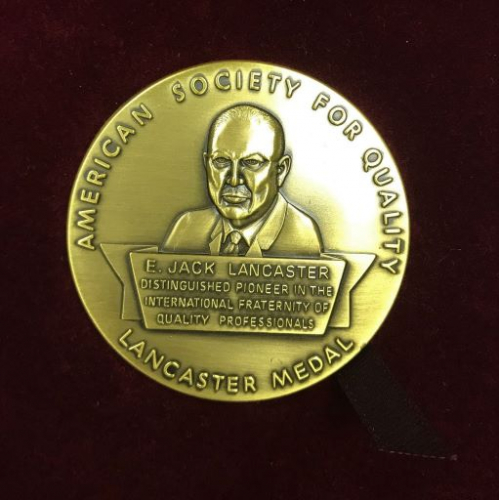 AMERICAN SOCIETY FOR QUALITY
E. JACK LANCASTER
DISTINGUISHED PIONEER IN THE
INTERNATIONAL FRATERNITY OF
QUALITY PROFESSIONALS
LANCASTER MEDAL